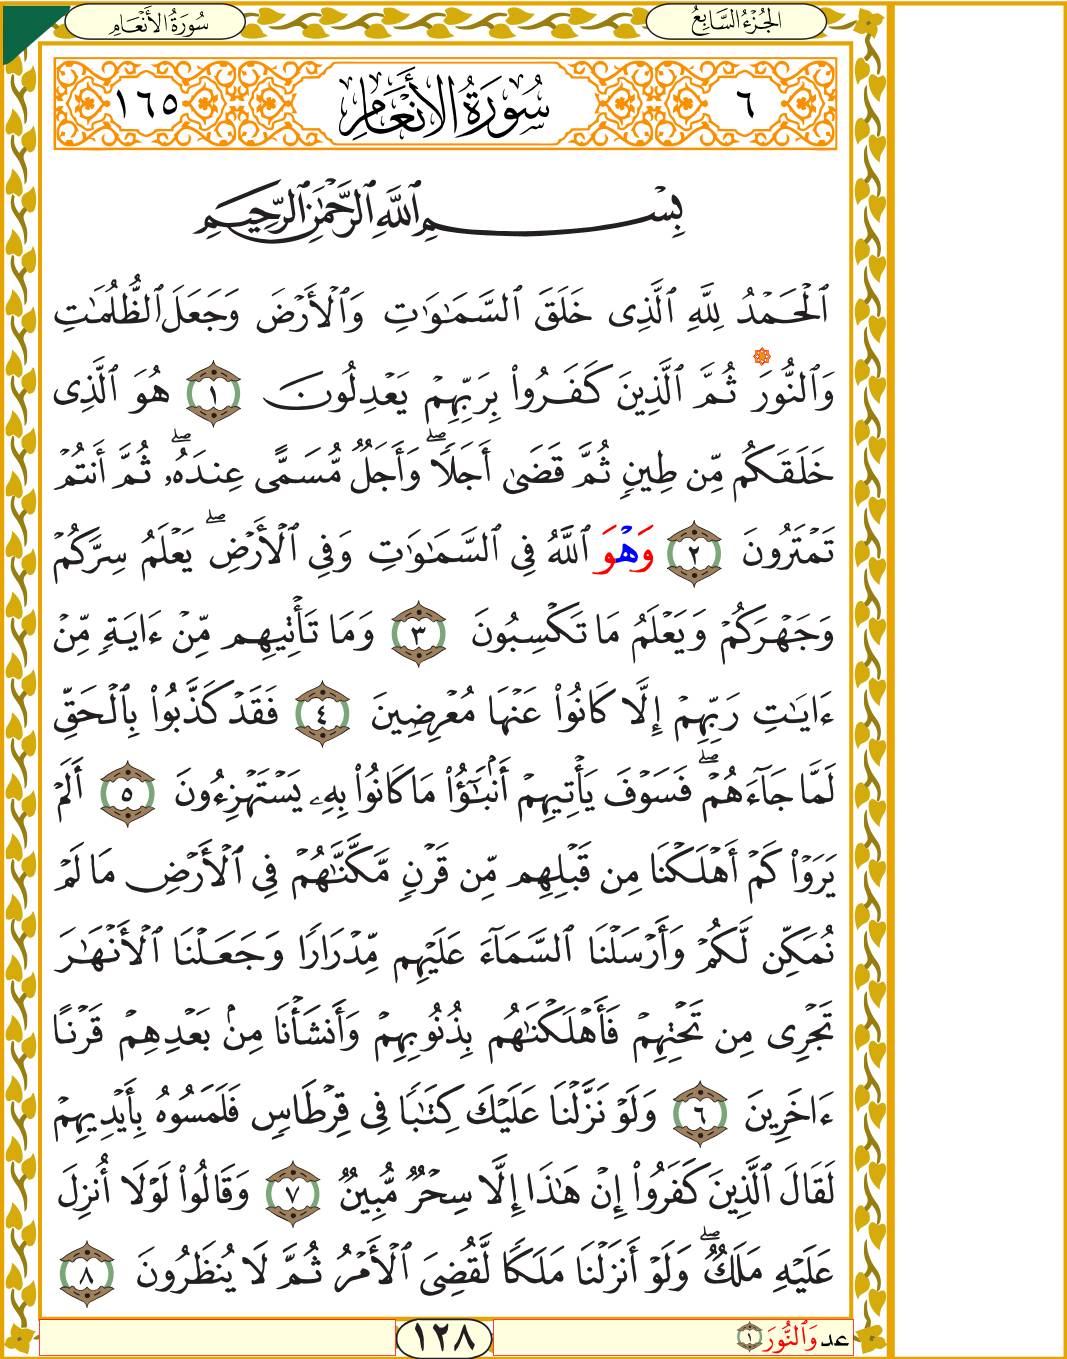 سُورَةُ الأَنْعَامِ
الجُزْءُ السَّابِعُ
٦
سُورَةُ الأَنْعَامِ
١٦٥
بِسْمِ ٱللَّهِ ٱلرَّحْمَٰنِ ٱلرَّحِيمِ
ٱلْحَمْدُ لِلَّهِ ٱلَّذِى خَلَقَ ٱلسَّمَٰوَٰتِ وَٱلْأَرْضَ وَجَعَلَ ٱلظُّلُمَٰتِ
وَٱلنُّورَ ثُمَّ ٱلَّذِينَ كَفَرُوا۟ بِرَبِّهِمْ يَعْدِلُونَ ١ هُوَ ٱلَّذِى
خَلَقَكُم مِّن طِينٍ ثُمَّ قَضَىٰ أَجَلًا ۖ وَأَجَلٌ مُّسَمًّى عِندَهُۥ ۖ ثُمَّ أَنتُمْ
تَمْتَرُونَ ٢ وَهْوَ ٱللَّهُ فِى ٱلسَّمَٰوَٰتِ وَفِى ٱلْأَرْضِ ۖ يَعْلَمُ سِرَّكُمْ
وَجَهْرَكُمْ وَيَعْلَمُ مَا تَكْسِبُونَ ٣ وَمَا تَأْتِيهِم مِّنْ ءَايَةٍ مِّنْ
ءَايَٰتِ رَبِّهِمْ إِلَّا كَانُوا۟ عَنْهَا مُعْرِضِينَ ٤ فَقَدْ كَذَّبُوا۟ بِٱلْحَقِّ
لَمَّا جَآءَهُمْ ۖ فَسَوْفَ يَأْتِيهِمْ أَنۢبَٰٓؤُا۟ مَا كَانُوا۟ بِهِۦ يَسْتَهْزِءُونَ ٥ أَلَمْ
يَرَوْا۟ كَمْ أَهْلَكْنَا مِن قَبْلِهِم مِّن قَرْنٍ مَّكَّنَّٰهُمْ فِى ٱلْأَرْضِ مَا لَمْ
نُمَكِّن لَّكُمْ وَأَرْسَلْنَا ٱلسَّمَآءَ عَلَيْهِم مِّدْرَارًا وَجَعَلْنَا ٱلْأَنْهَٰرَ
تَجْرِى مِن تَحْتِهِمْ فَأَهْلَكْنَٰهُم بِذُنُوبِهِمْ وَأَنشَأْنَا مِنۢ بَعْدِهِمْ قَرْنًا
ءَاخَرِينَ ٦ وَلَوْ نَزَّلْنَا عَلَيْكَ كِتَٰبًا فِى قِرْطَاسٍ فَلَمَسُوهُ بِأَيْدِيهِمْ
لَقَالَ ٱلَّذِينَ كَفَرُوا۟ إِنْ هَٰذَا إِلَّا سِحْرٌ مُّبِينٌ ٧ وَقَالُوا۟ لَوْلَا أُنزِلَ
عَلَيْهِ مَلَكٌ ۖ وَلَوْ أَنزَلْنَا مَلَكًا لَّقُضِىَ ٱلْأَمْرُ ثُمَّ لَا يُنظَرُونَ ٨
عد وَٱلنُّورَ ١
١٢٨